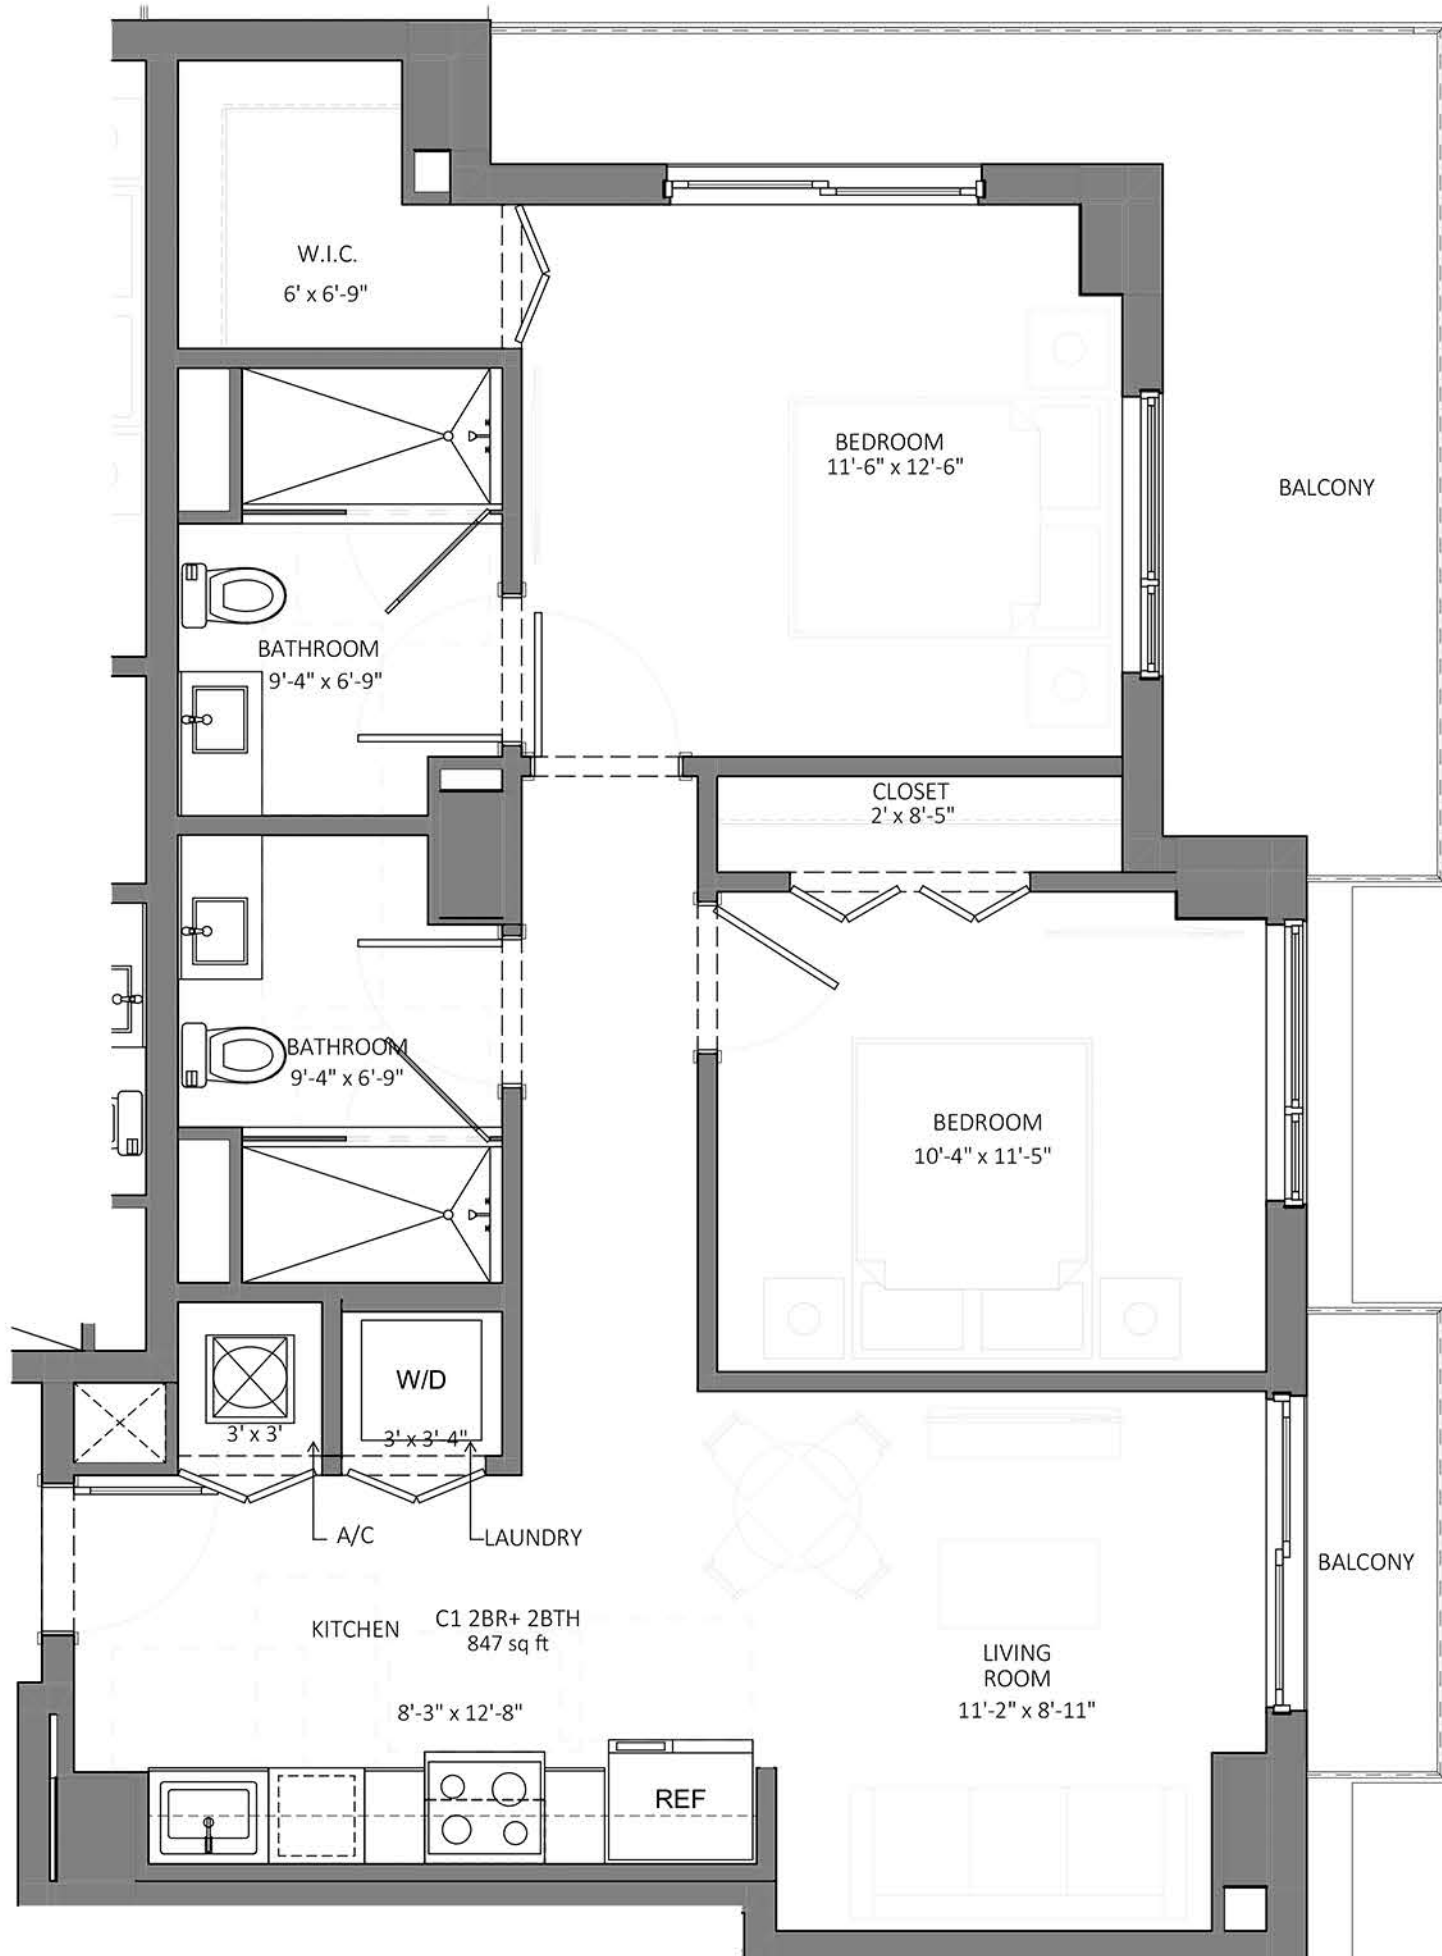 W.I.C.
6' x 6'-9"
BEDROOM
11'-6" x 12'-6"
BALCONY
BATHROOM
9'-4" x 6'-9"
CLOSET
2' x 8'-5"
BATHROOM
9'-4" x 6'-9"
BEDROOM
10'-4" x 11'-5"
W/D
3' x 3'
3' x 3'-4"
A/C
LAUNDRY
BALCONY
KITCHEN
C1 2BR+ 2BTH
847 sq ft
LIVING
ROOM
11'-2" x 8'-11"
8'-3" x 12'-8"
REF